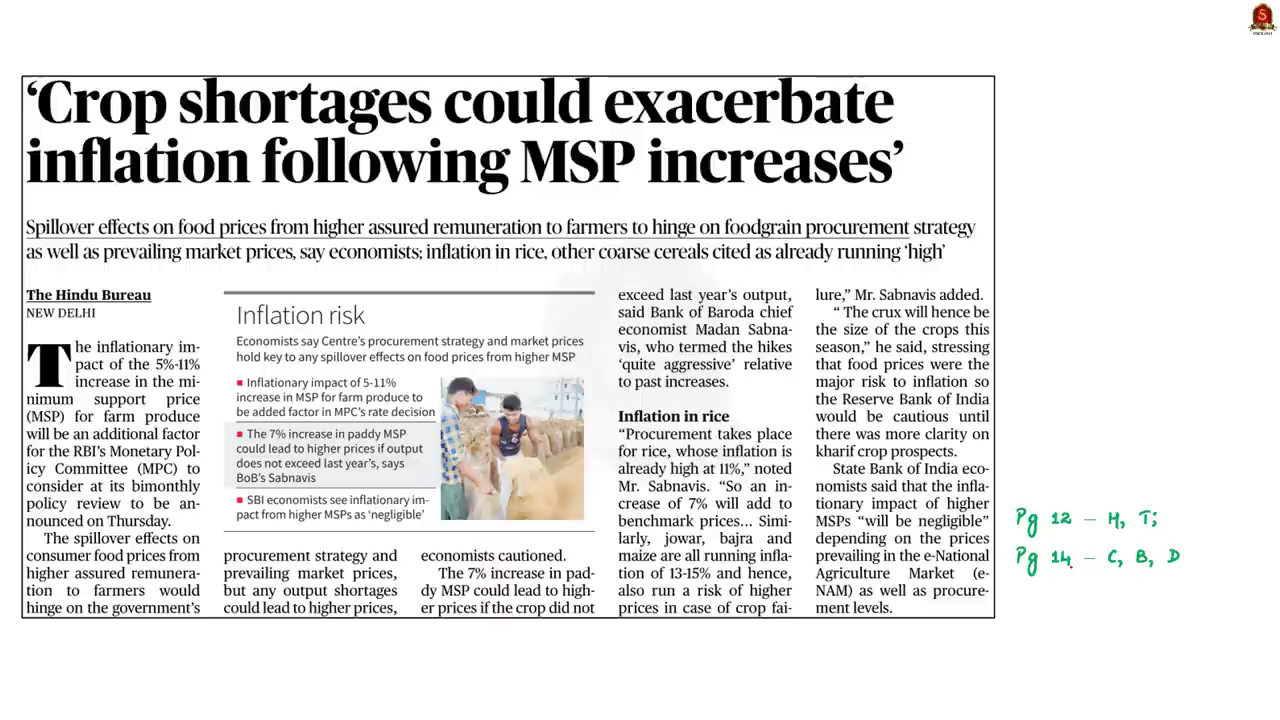 ‘Crop shortages could exacerbate
inflation following MSP increases’
Spillover effects on food prices from higher assured remuneration to farmers to hinge on foodgrain procurement strategy
as well as prevailing market prices, say economists; inflation in rice, other coarse cereals cited as already running ‘high’
The Hindu Bureau
NEW DELHI
The inflationary im-
pact of the 5%-11%
increase in the mi-
nimum support price
(MSP) for farm produce
will be an additional factor
for the RBI’s Monetary Pol-
icy Committee (MPC) to
consider at its bimonthly
policy review to be an-
nounced on Thursday.
The spillover effects on
consumer food prices from
higher assured remunera-
tion to farmers would
hinge on the government’s
Inflation risk
Economists say Centre’s procurement strategy and market prices
hold key to any spillover effects on food prices from higher MSP
■ Inflationary impact of 5-11%
increase in MSP for farm produce to
be added factor in MPC’s rate decision
■ The 7% increase in paddy MSP
could lead to higher prices if output
does not exceed last year’s, says
BoB’s Sabnavis
■ SBI economists see inflationary im-
pact from higher MSPs as ‘negligible’
procurement strategy and
prevailing market prices,
but any output shortages
could lead to higher prices,
economists cautioned.
The 7% increase in pad-
dy MSP could lead to high-
er prices if the crop did not
exceed last year’s output,
said Bank of Baroda chief
economist Madan Sabna-
vis, who termed the hikes
‘quite aggressive’ relative
to past increases.
Inflation in rice
“Procurement takes place
for rice, whose inflation is
already high at 11%,” noted
Mr. Sabnavis. “So an in-
crease of 7% will add to
benchmark prices... Simi-
larly, jowar, bajra and
maize are all running infla-
tion of 13-15% and hence,
also run a risk of higher
prices in case of crop fai-
lure,” Mr. Sabnavis added.
“ The crux will hence be
the size of the crops this
season,” he said, stressing
that food prices were the
major risk to inflation so
the Reserve Bank of India
would be cautious until
there was more clarity on
kharif crop prospects.
State Bank of India eco-
nomists said that the infla-
tionary impact of higher
MSPs “will be negligible”
depending on the prices
prevailing in the e-National
Agriculture Market (e-
NAM) as well as procure-
ment levels.
Pg 12 – H, T;
Pg 14 – C, B, D